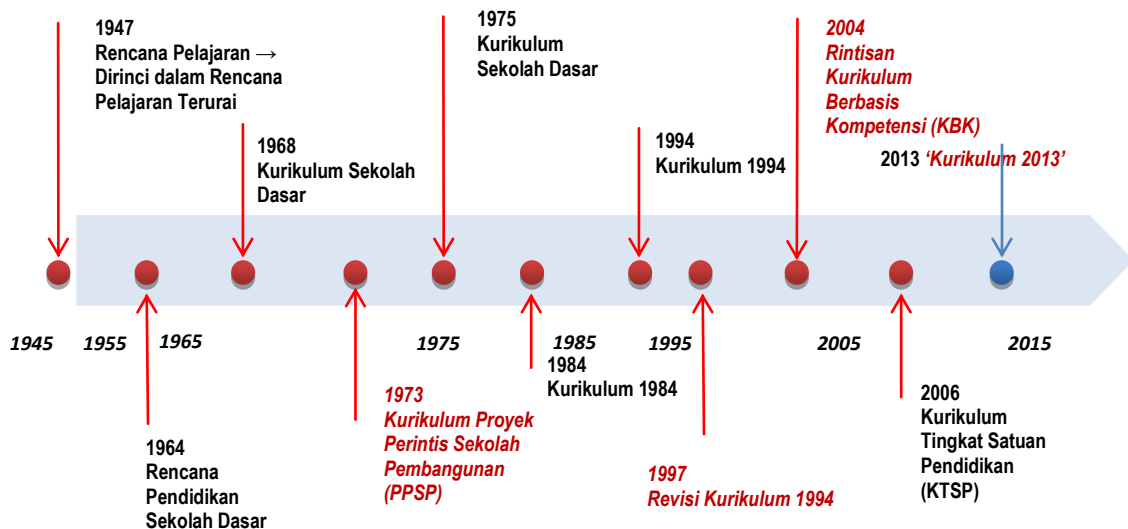 1947
Rencana Pelajaran →
Dirinci dalam Rencana
Pelajaran Terurai
1968
Kurikulum Sekolah
Dasar
1975
Kurikulum
Sekolah Dasar
1994
Kurikulum 1994
2004
Rintisan
Kurikulum
Berbasis
Kompetensi (KBK)
2013 ‘Kurikulum 2013’
1945 1955 1965 1975 1985 1995 2005 2015
1964
Rencana
Pendidikan
Sekolah Dasar
1973
Kurikulum Proyek
Perintis Sekolah
Pembangunan
(PPSP)
1984
Kurikulum 1984
1997
Revisi Kurikulum 1994
2006
Kurikulum
Tingkat Satuan
Pendidikan
(KTSP)